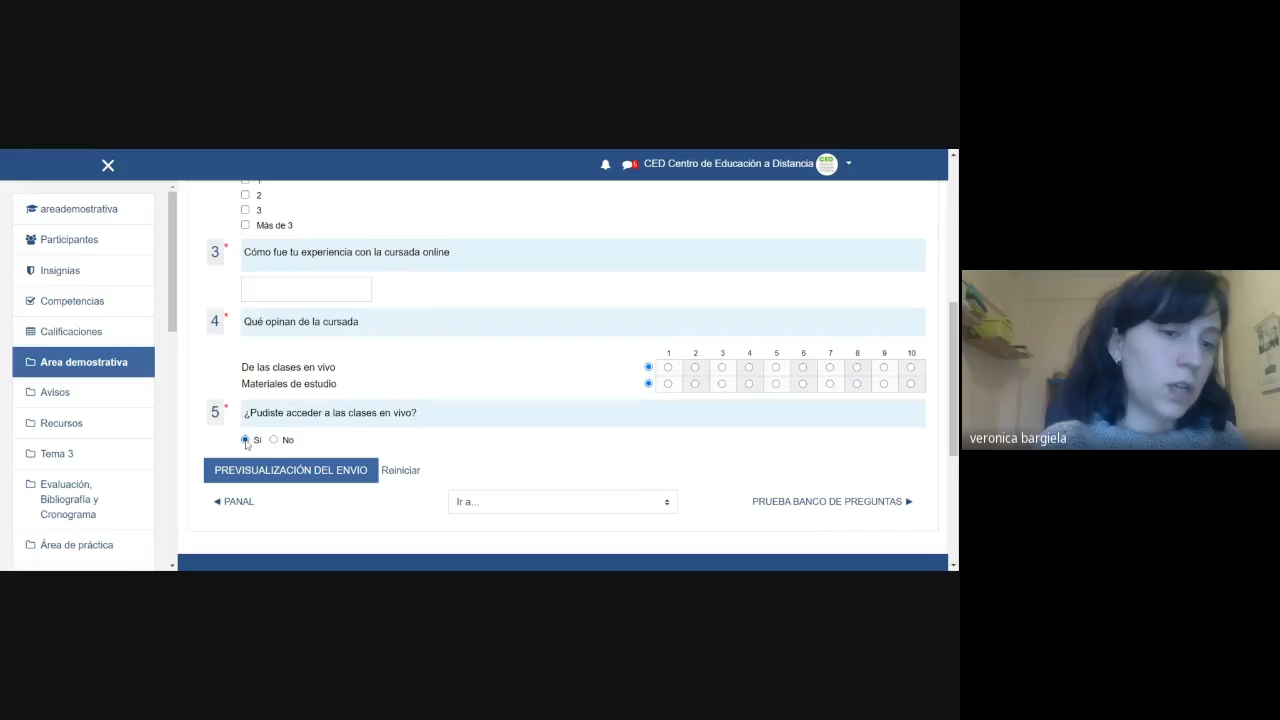 CED Centro de Educación a Distancia
areademostrativa
Participantes
Insignias
Competencias
Calificaciones
Area demostrativa
Avisos
Recursos
Tema 3
Evaluación,
Bibliografía y
Cronograma
Área de práctica
2
3
Más de 3
3 * Cómo fue tu experiencia con la cursada online
4 * Qué opinan de la cursada
1 2 3 4 5 6 7 8 9 10
De las clases en vivo
Materiales de estudio
5 * ¿Pudiste acceder a las clases en vivo?
Sí No
PREVISUALIZACIÓN DEL ENVIO Reiniciar
◄ PANAL Ir a... PRUEBA BANCO DE PREGUNTAS ►
veronica bargiela